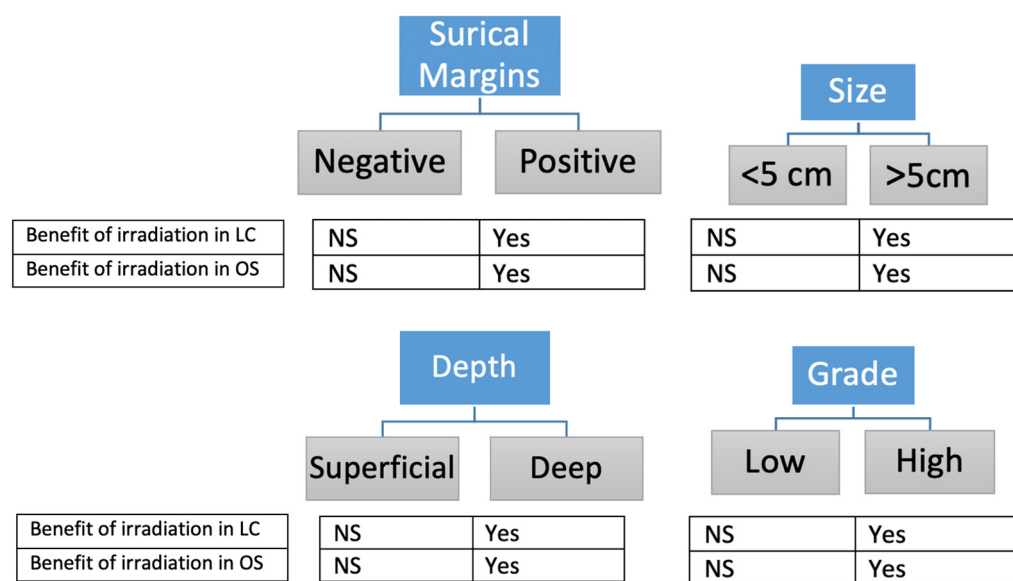 Surical
Margins
Negative
Positive
Size
<5 cm
>5cm
Benefit of irradiation in LC
NS
Yes
NS
Yes
Benefit of irradiation in OS
NS
Yes
NS
Yes
Depth
Superficial
Deep
Grade
Low
High
Benefit of irradiation in LC
NS
Yes
NS
Yes
Benefit of irradiation in OS
NS
Yes
NS
Yes